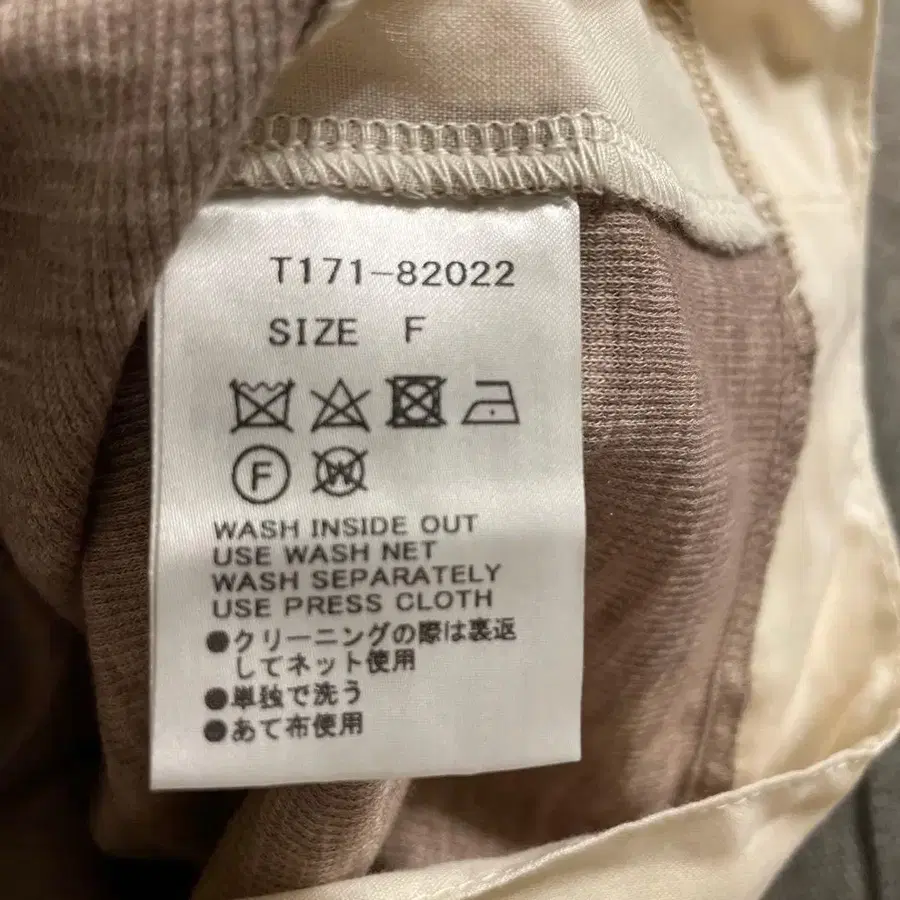 T171-82022
SIZE F
F W
WASH INSIDE OUT
USE WASH NET
WASH SEPARATELY
USE PRESS CLOTH
●クリーニングの際は裏返
してネット使用
●単独で洗う
●あて布使用